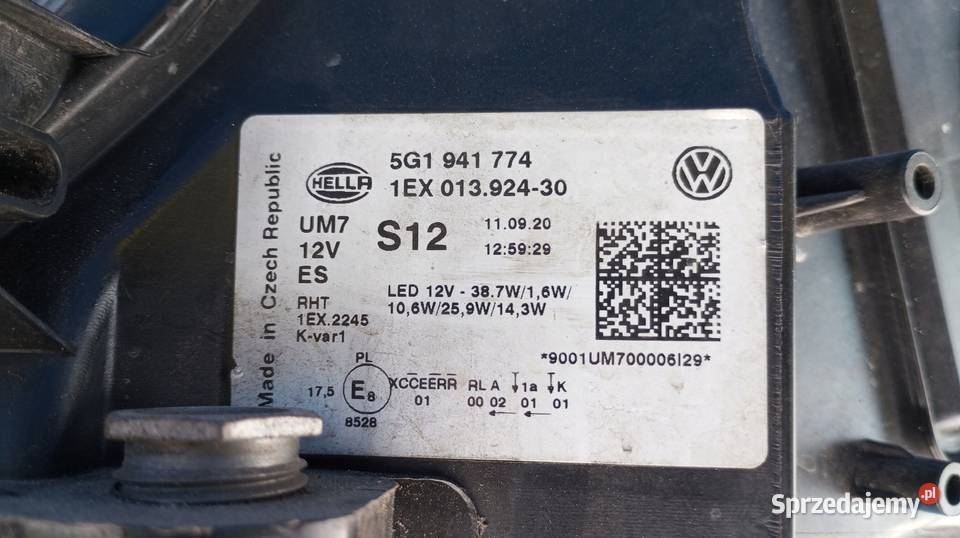 Made in Czech Republic
HELLA
5G1 941 774
1EX 013.924-30
UM7
12V
ES
S12
11.09.20
12:59:29
RHT
1EX.2245
K-var1
LED 12V - 38.7W/1,6W/
10,6W/25,9W/14,3W
*9001UM700006I29*
PL
17,5 E8 XCCEERR RL A 1a K
01 00 02 01 01
8528
Sprzedajemy.pl